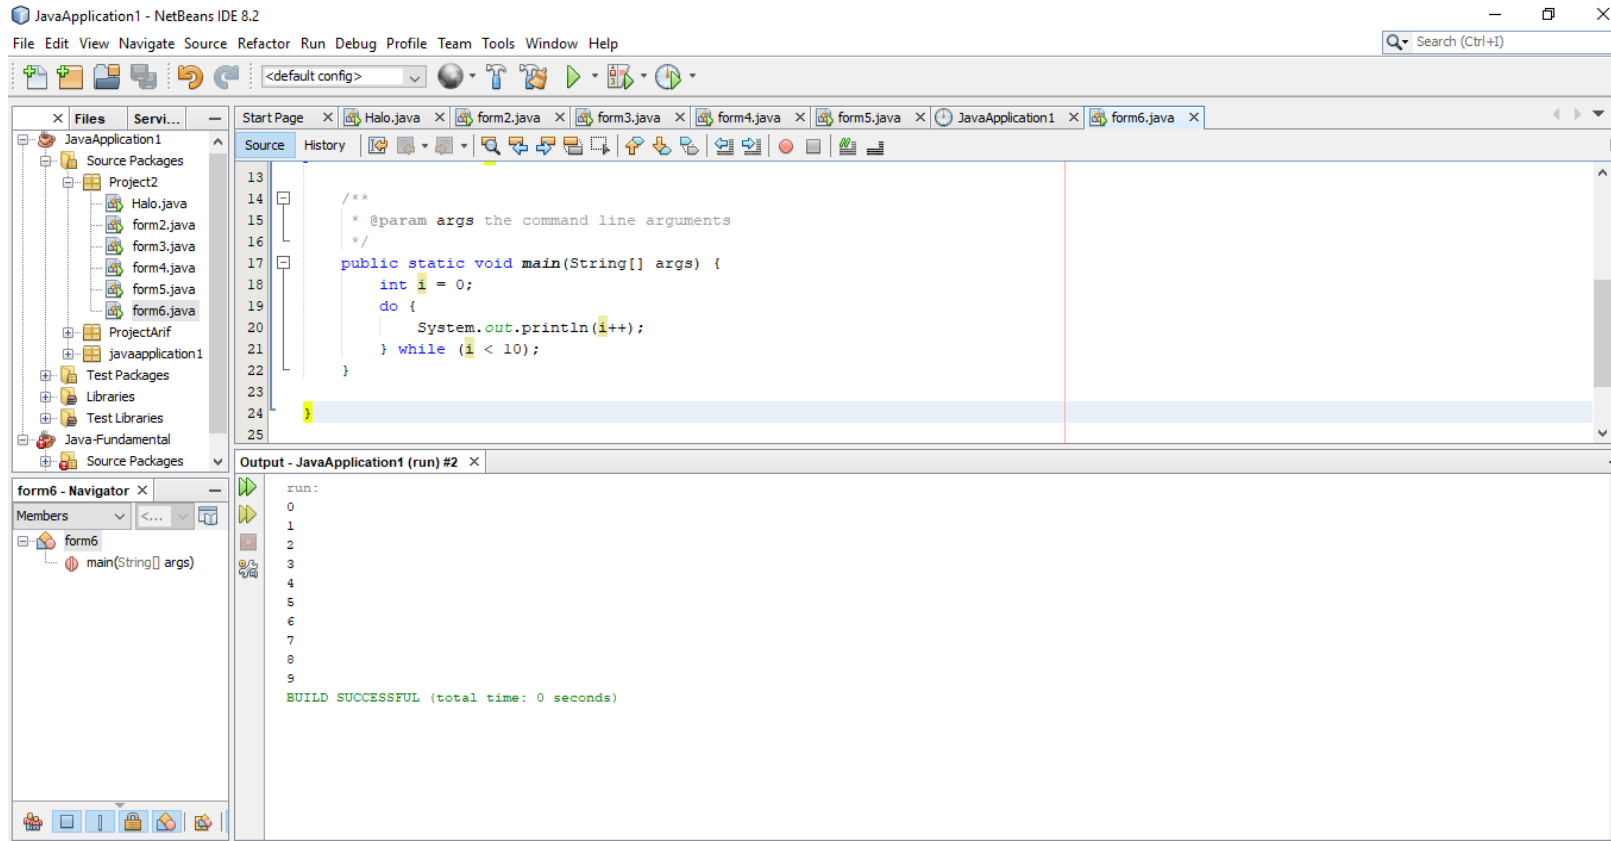 JavaApplication1 - NetBeans IDE 8.2
File Edit View Navigate Source Refactor Run Debug Profile Team Tools Window Help
Search (Ctrl+I)
<default config>
Files Servi...
Start Page Halo.java form2.java form3.java form4.java form5.java JavaApplication1 form6.java
Source History
JavaApplication1
Source Packages
Project2
Halo.java
form2.java
form3.java
form4.java
form5.java
form6.java
ProjectArif
javaapplication1
Test Packages
Libraries
Test Libraries
Java-Fundamental
Source Packages
13
14 /**
15 * @param args the command line arguments
16 */
17 public static void main(String[] args) {
18 int i = 0;
19 do {
20 System.out.println(i++);
21 } while (i < 10);
22 }
23
24 }
25
form6 - Navigator
Members <...
form6
main(String[] args)
Output - JavaApplication1 (run) #2
run:
0
1
2
3
4
5
6
7
8
9
BUILD SUCCESSFUL (total time: 0 seconds)